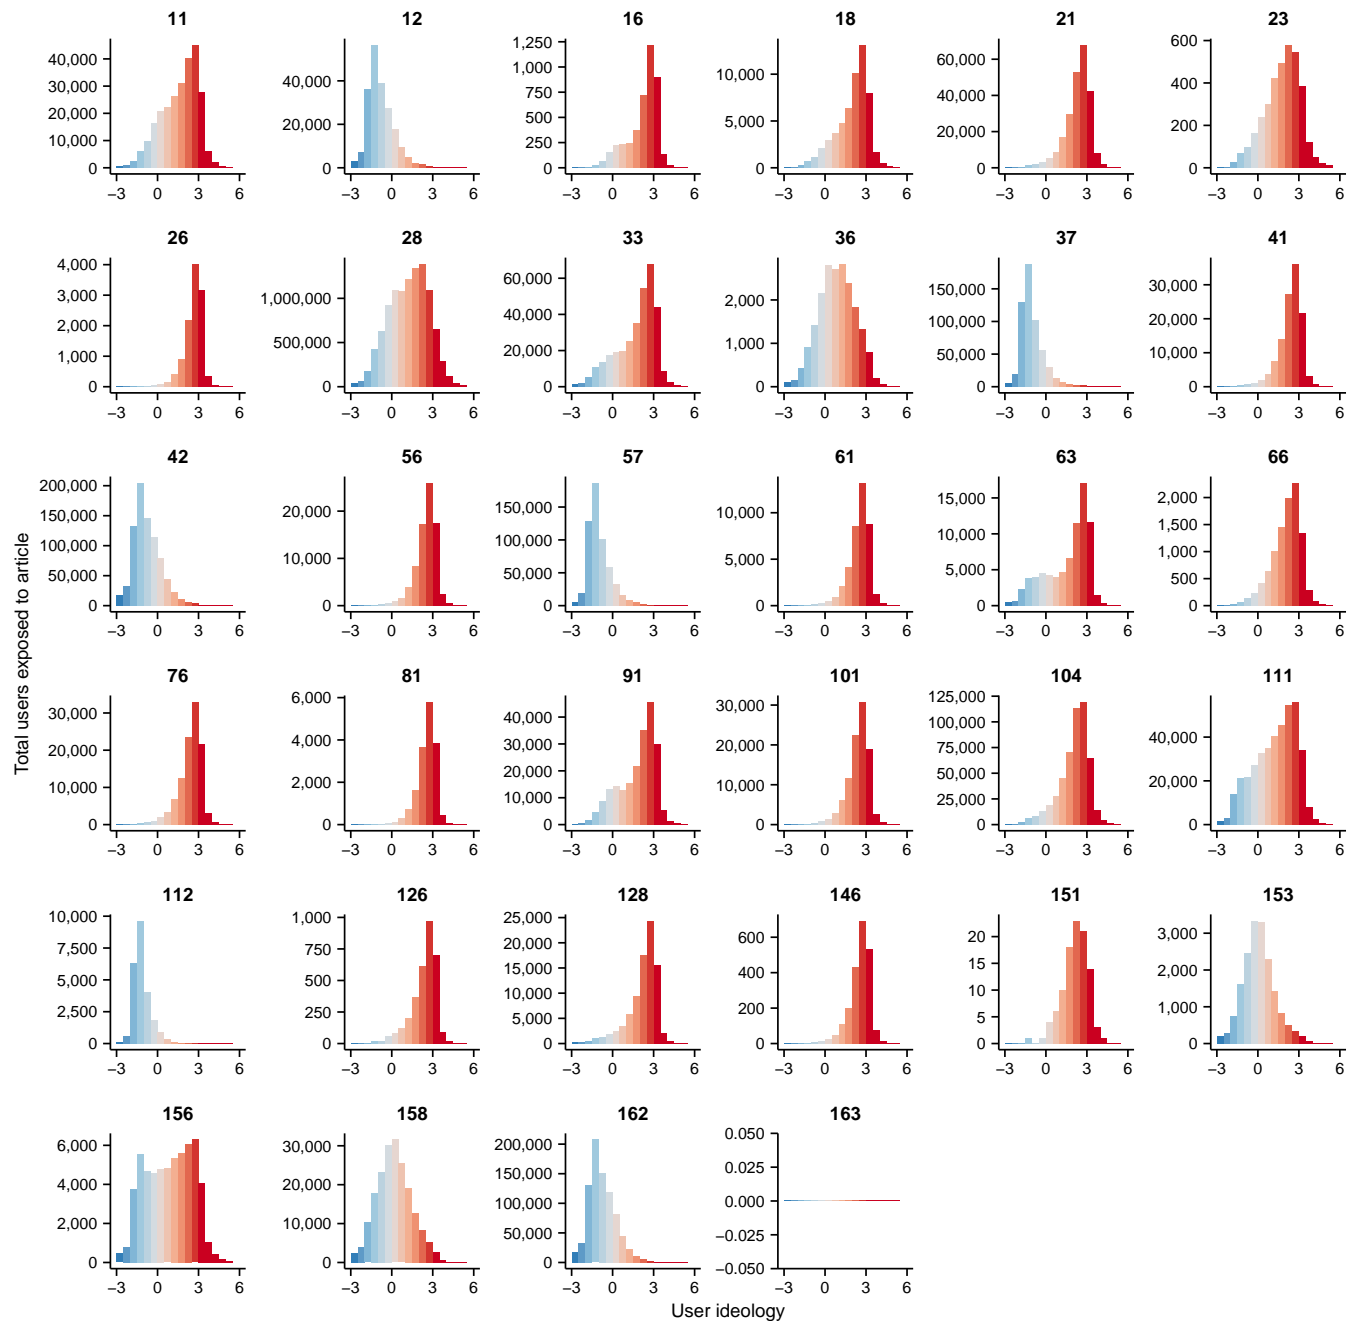 11 12 16 18 21 23
40,000 30,000 20,000 10,000 0
40,000 20,000 0
1,250 1,000 750 500 250 0
10,000 5,000 0
60,000 40,000 20,000 0
600 400 200 0
−3 0 3 6 −3 0 3 6 −3 0 3 6 −3 0 3 6 −3 0 3 6 −3 0 3 6
26 28 33 36 37 41
4,000 3,000 2,000 1,000 0
1,000,000 500,000 0
60,000 40,000 20,000 0
2,000 1,000 0
150,000 100,000 50,000 0
30,000 20,000 10,000 0
−3 0 3 6 −3 0 3 6 −3 0 3 6 −3 0 3 6 −3 0 3 6 −3 0 3 6
42 56 57 61 63 66
200,000 150,000 100,000 50,000 0
20,000 10,000 0
150,000 100,000 50,000 0
10,000 5,000 0
15,000 10,000 5,000 0
2,000 1,500 1,000 500 0
−3 0 3 6 −3 0 3 6 −3 0 3 6 −3 0 3 6 −3 0 3 6 −3 0 3 6
Total users exposed to article
76 81 91 101 104 111
30,000 20,000 10,000 0
6,000 4,000 2,000 0
40,000 30,000 20,000 10,000 0
30,000 20,000 10,000 0
125,000 100,000 75,000 50,000 25,000 0
40,000 20,000 0
−3 0 3 6 −3 0 3 6 −3 0 3 6 −3 0 3 6 −3 0 3 6 −3 0 3 6
112 126 128 146 151 153
10,000 7,500 5,000 2,500 0
1,000 750 500 250 0
25,000 20,000 15,000 10,000 5,000 0
600 400 200 0
20 15 10 5 0
3,000 2,000 1,000 0
−3 0 3 6 −3 0 3 6 −3 0 3 6 −3 0 3 6 −3 0 3 6 −3 0 3 6
156 158 162 163
6,000 4,000 2,000 0
30,000 20,000 10,000 0
200,000 150,000 100,000 50,000 0
0.050 0.025 0.000 −0.025 −0.050
−3 0 3 6 −3 0 3 6 −3 0 3 6 −3 0 3 6
User ideology